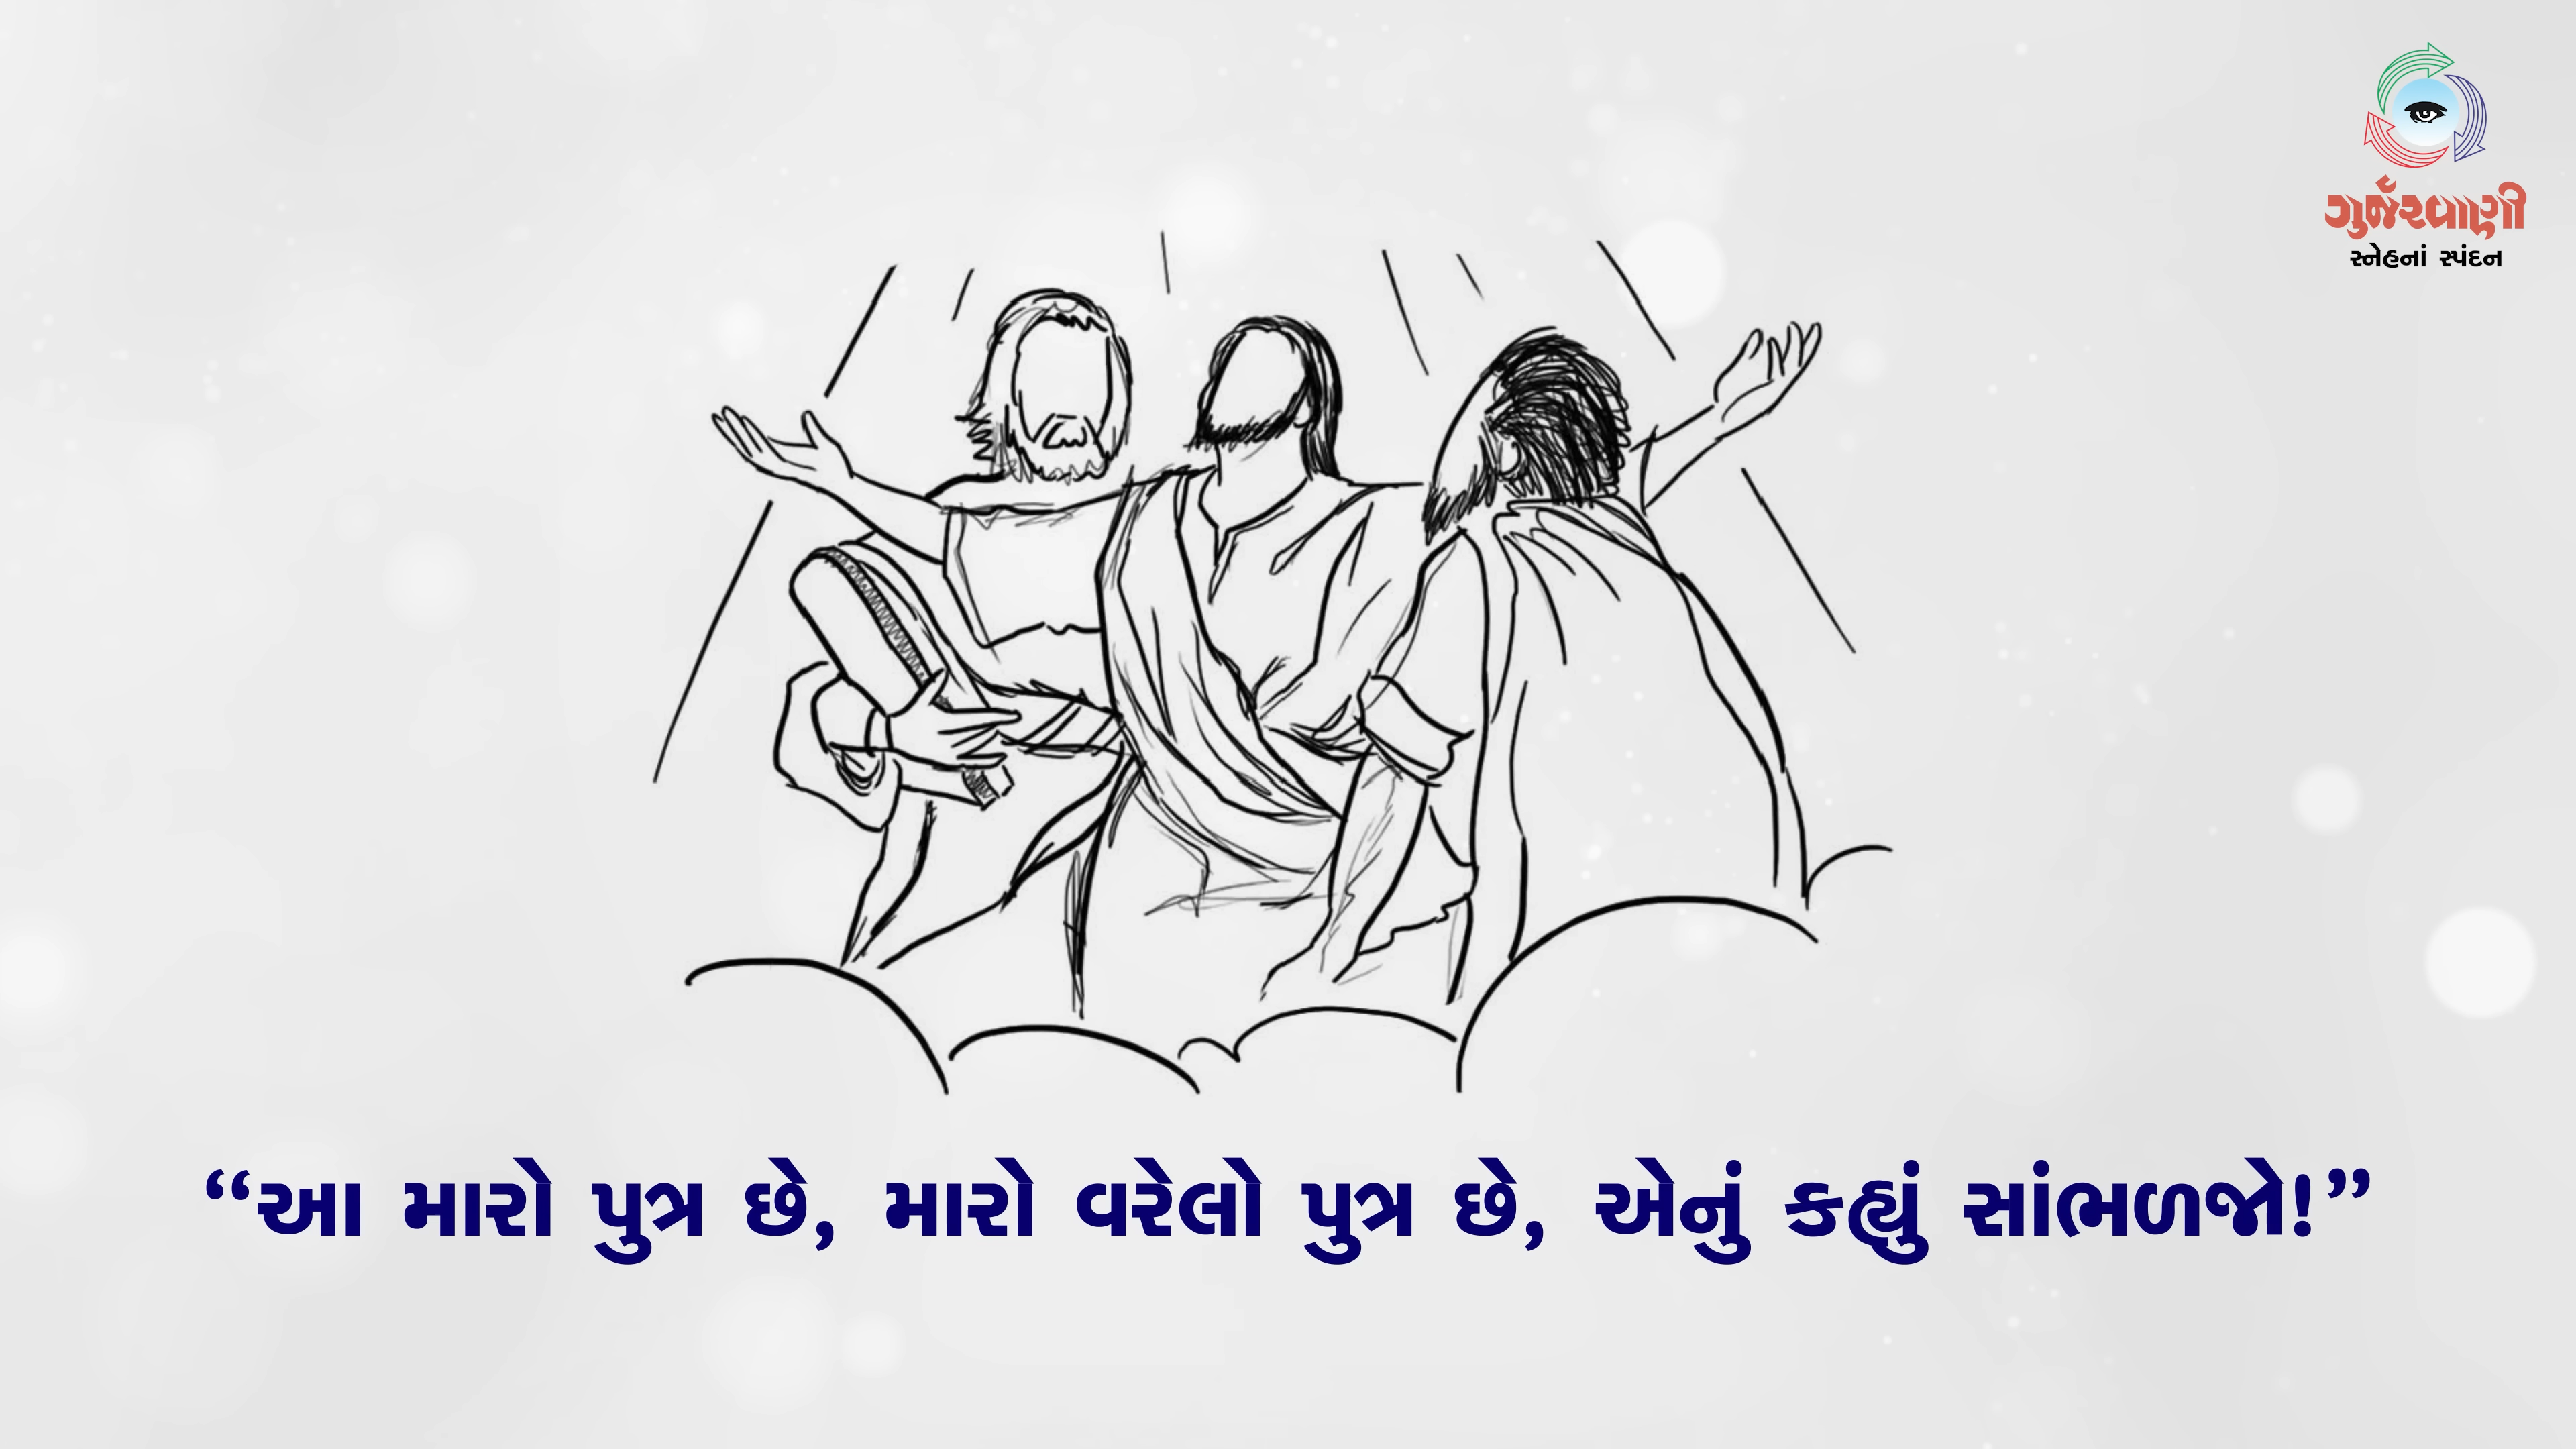 ગુર્જરવાણી
સ્નેહનાં સ્પંદન
“આ મારો પુત્ર છે, મારો વરેલો પુત્ર છે, એનું કહ્યું સાંભળજો!”